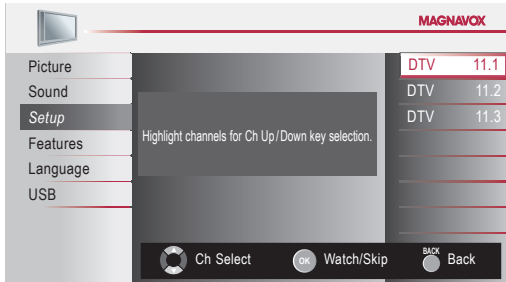 MAGNAVOX
Picture
Sound
Setup
Features
Language
USB
Highlight channels for Ch Up / Down key selection.
DTV 11.1
DTV 11.2
DTV 11.3
Ch Select
OK Watch/Skip
BACK Back